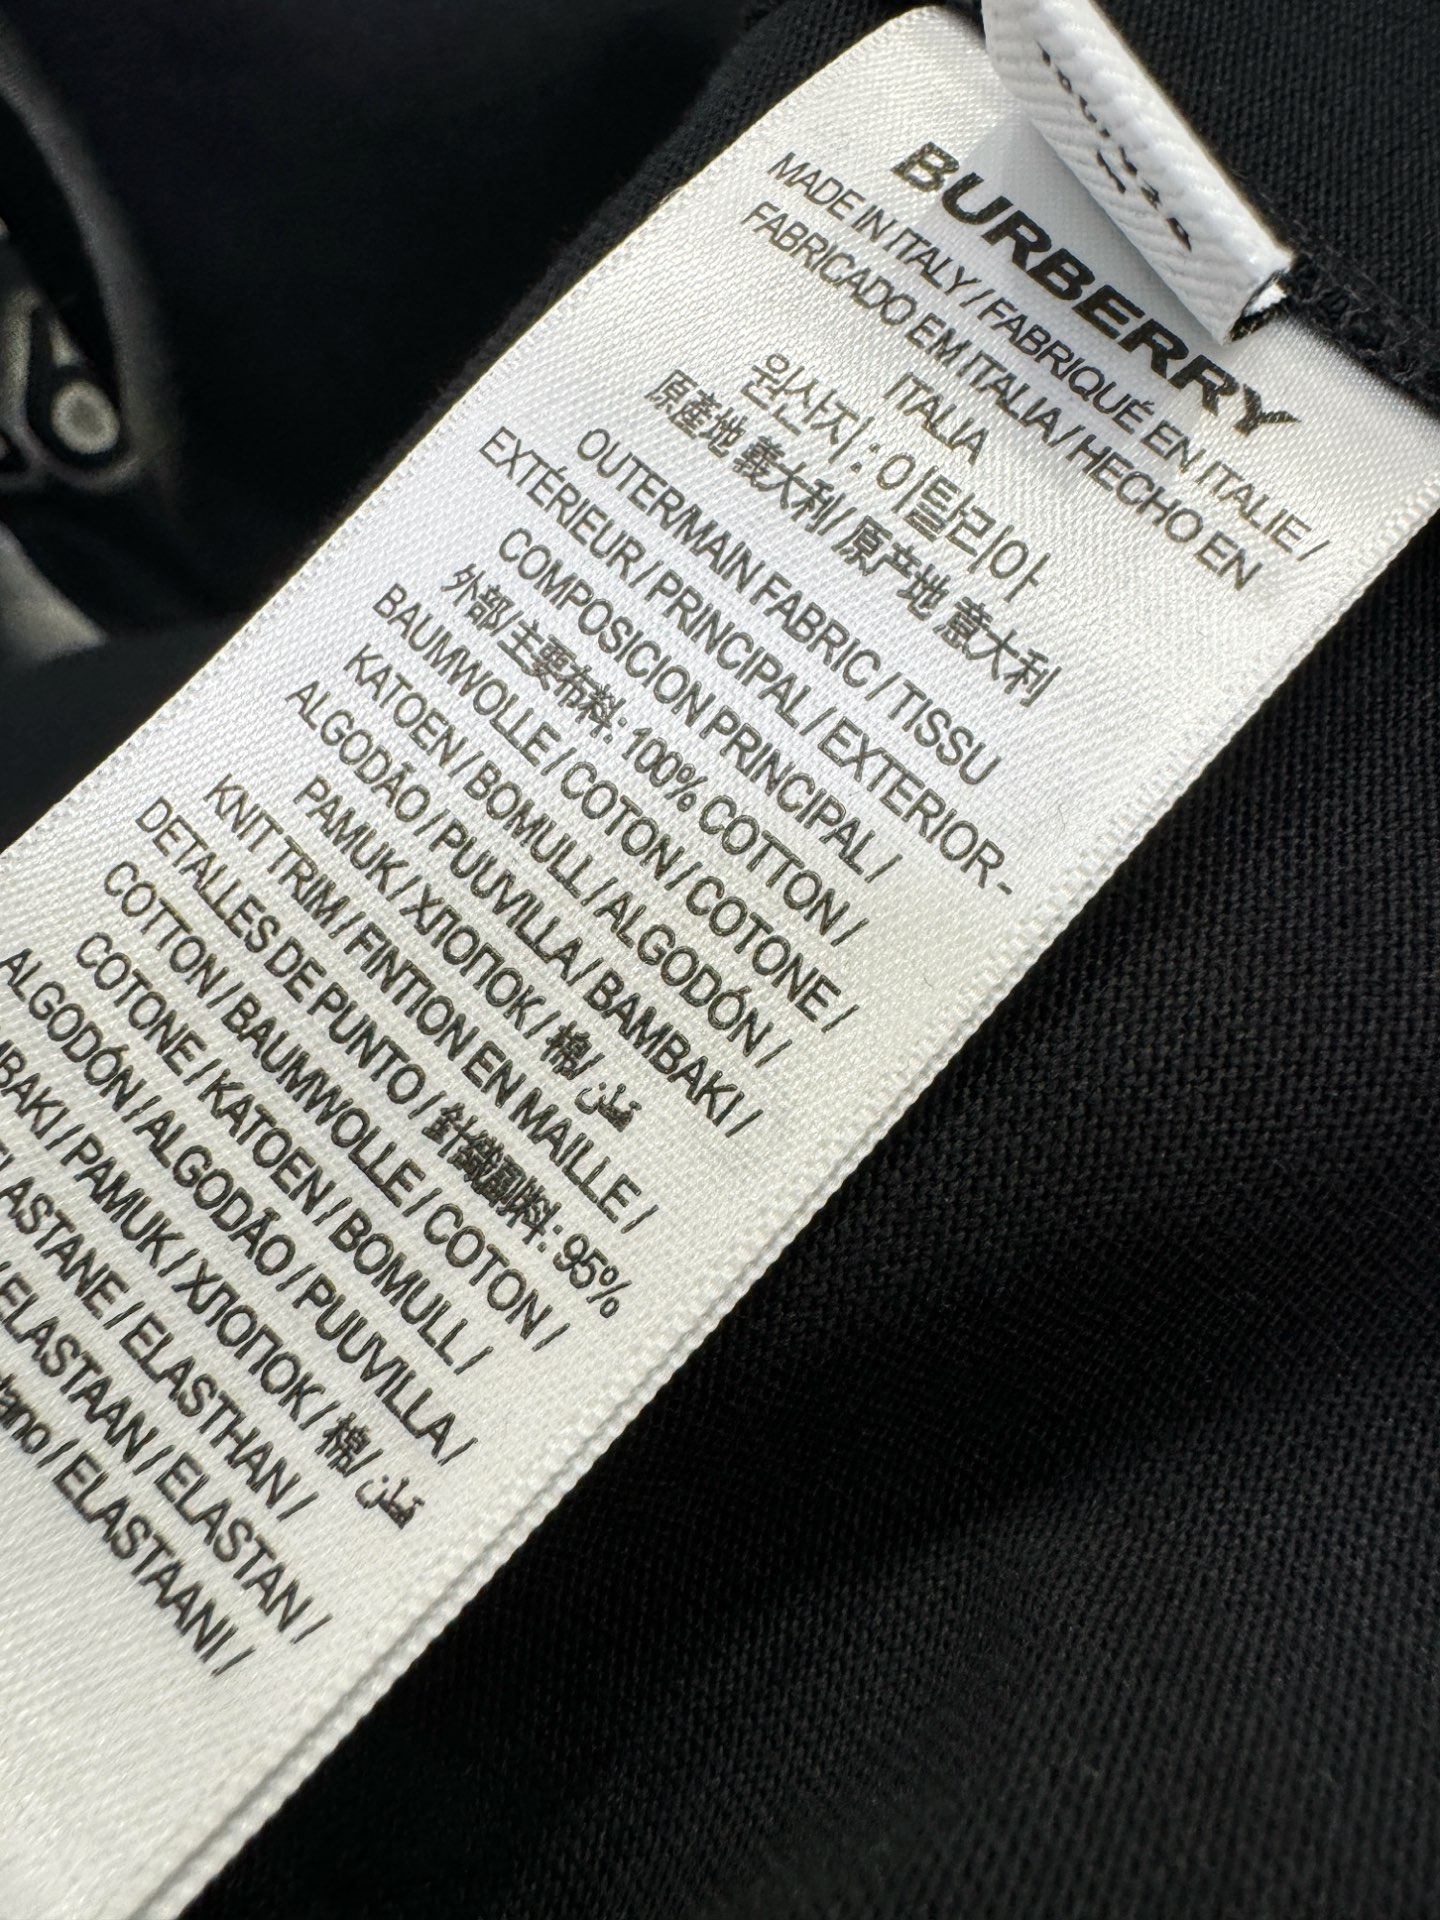 BURBERRY
MADE IN ITALY / FABRIQUÉ EN ITALIE /
FABRICADO EM ITALIA / HECHO EN
ITALIA
원산지 : 이탈리아
原產地 義大利 / 原产地 意大利
OUTER/MAIN FABRIC / TISSU
EXTÉRIEUR / PRINCIPAL / EXTERIOR-
COMPOSICION PRINCIPAL /
外部/主要布料: 100% COTTON /
BAUMWOLLE / COTON / COTONE /
KATOEN / BOMULL / ALGODÓN /
ALGODÃO / PUUVILLA / BAMBAKI /
PAMUK / ХЛОПОК / 棉/ قطن
KNIT TRIM / FINTION EN MAILLE /
DETALLES DE PUNTO / 針織副料: 95%
COTTON / BAUMWOLLE / COTON /
COTONE / KATOEN / BOMULL /
ALGODÓN / ALGODÃO / PUUVILLA /
MBAKI / PAMUK / ХЛОПОК / 棉/ قطن
ELASTANE / ELASTHAN /
/ ELASTAAN / ELASTAN /
/ ELASTAANI /